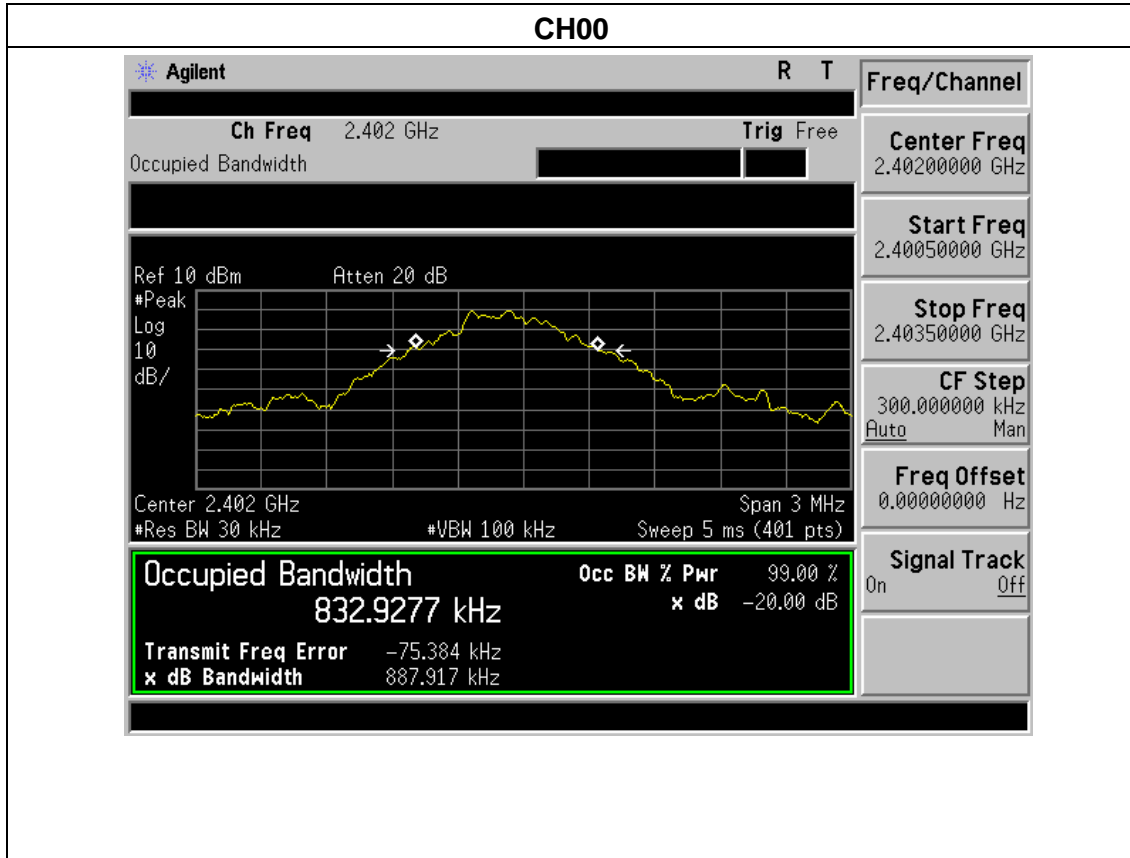 CH00
Agilent R T
Ch Freq 2.402 GHz Trig Free
Occupied Bandwidth
Ref 10 dBm Atten 20 dB
#Peak
Log
10
dB/
Center 2.402 GHz Span 3 MHz
#Res BW 30 kHz #VBW 100 kHz Sweep 5 ms (401 pts)
Occupied Bandwidth Occ BW % Pwr 99.00 %
832.9277 kHz x dB -20.00 dB
Transmit Freq Error -75.384 kHz
x dB Bandwidth 887.917 kHz
Freq/Channel
Center Freq
2.40200000 GHz
Start Freq
2.40050000 GHz
Stop Freq
2.40350000 GHz
CF Step
300.000000 kHz
Auto Man
Freq Offset
0.00000000 Hz
Signal Track
On Off